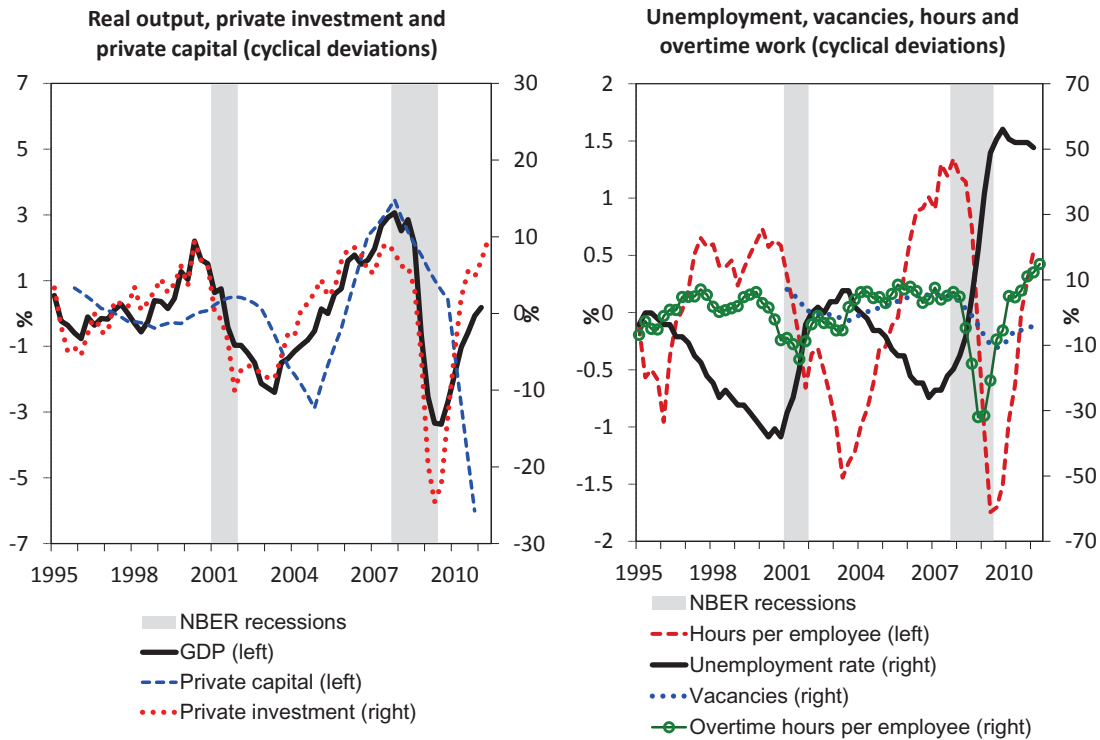 Real output, private investment and
private capital (cyclical deviations)
7
5
3
1
-1
-3
-5
-7
%
30
20
10
0
-10
-20
-30
%
1995 1998 2001 2004 2007 2010
NBER recessions
GDP (left)
Private capital (left)
Private investment (right)
Unemployment, vacancies, hours and
overtime work (cyclical deviations)
2
1.5
1
0.5
0.0
-0.5
-1
-1.5
-2
%
70
50
30
10
-10
-30
-50
-70
%
1995 1998 2001 2004 2007 2010
NBER recessions
Hours per employee (left)
Unemployment rate (right)
Vacancies (right)
Overtime hours per employee (right)